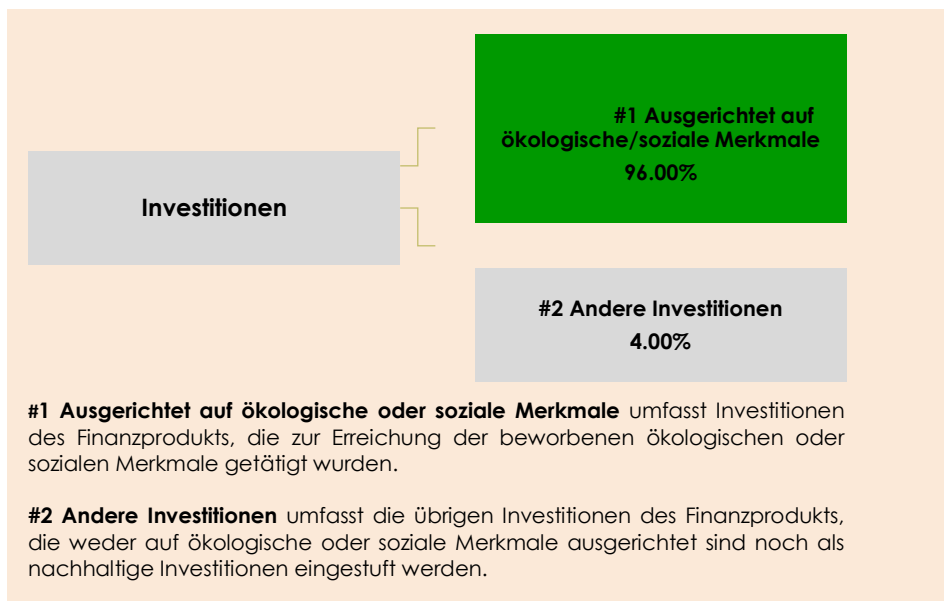 #1 Ausgerichtet auf
ökologische/soziale Merkmale
96.00%
Investitionen
#2 Andere Investitionen
4.00%
#1 Ausgerichtet auf ökologische oder soziale Merkmale umfasst Investitionen
des Finanzprodukts, die zur Erreichung der beworbenen ökologischen oder
sozialen Merkmale getätigt wurden.
#2 Andere Investitionen umfasst die übrigen Investitionen des Finanzprodukts,
die weder auf ökologische oder soziale Merkmale ausgerichtet sind noch als
nachhaltige Investitionen eingestuft werden.